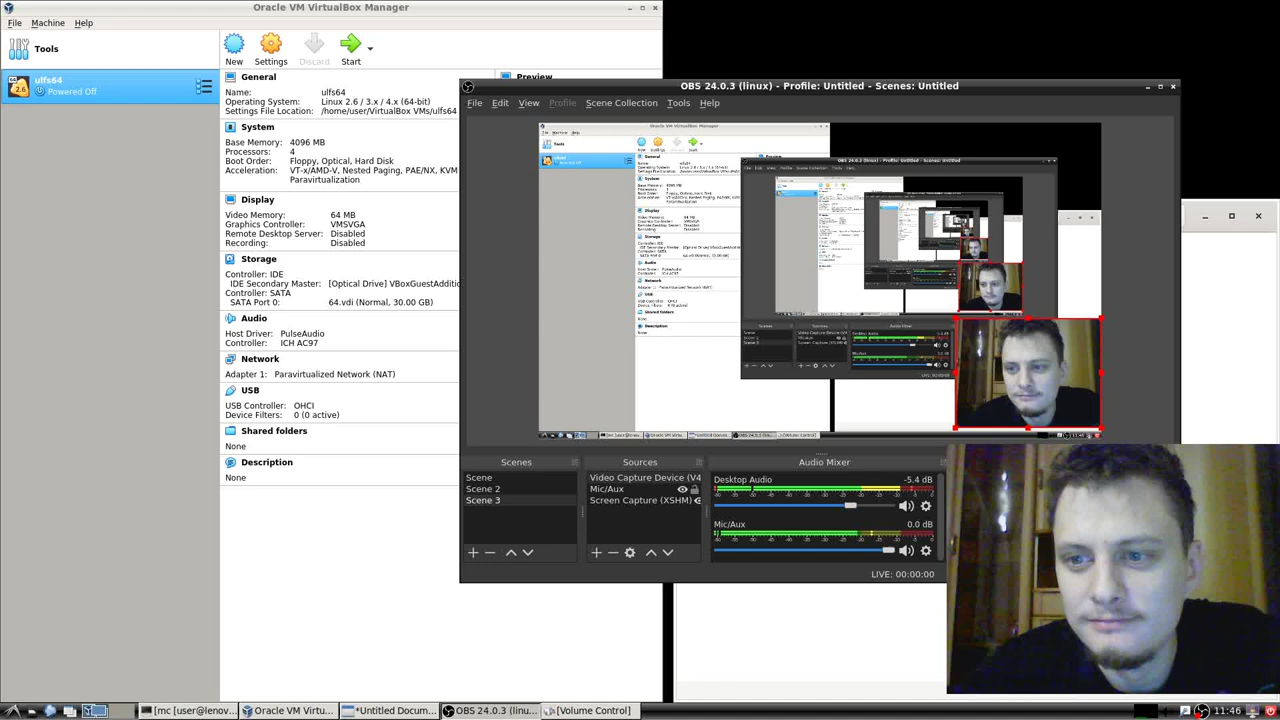 Oracle VM VirtualBox Manager
File Machine Help
Tools
New Settings Discard Start
ulfs64
Powered Off
General
Preview
Name: ulfs64
Operating System: Linux 2.6 / 3.x / 4.x (64-bit)
Settings File Location: /home/user/VirtualBox VMs/ulfs64
System
Base Memory: 4096 MB
Processors: 4
Boot Order: Floppy, Optical, Hard Disk
Acceleration: VT-x/AMD-V, Nested Paging, PAE/NX, KVM
Paravirtualization
Display
Video Memory: 64 MB
Graphics Controller: VMSVGA
Remote Desktop Server: Disabled
Recording: Disabled
Storage
Controller: IDE
IDE Secondary Master: [Optical Drive] VBoxGuestAdditio
Controller: SATA
SATA Port 0: 64.vdi (Normal, 30.00 GB)
Audio
Host Driver: PulseAudio
Controller: ICH AC97
Network
Adapter 1: Paravirtualized Network (NAT)
USB
USB Controller: OHCI
Device Filters: 0 (0 active)
Shared folders
None
Description
None
OBS 24.0.3 (linux) - Profile: Untitled - Scenes: Untitled
File Edit View Profile Scene Collection Tools Help
Scenes
Scene
Scene 2
Scene 3
Sources
Video Capture Device (V4
Mic/Aux
Screen Capture (XSHM)
Audio Mixer
Desktop Audio -5.4 dB
Mic/Aux 0.0 dB
LIVE: 00:00:00
[mc [user@lenov... Oracle VM Virtu... *Untitled Docum... OBS 24.0.3 (linu... [Volume Control]
11:46